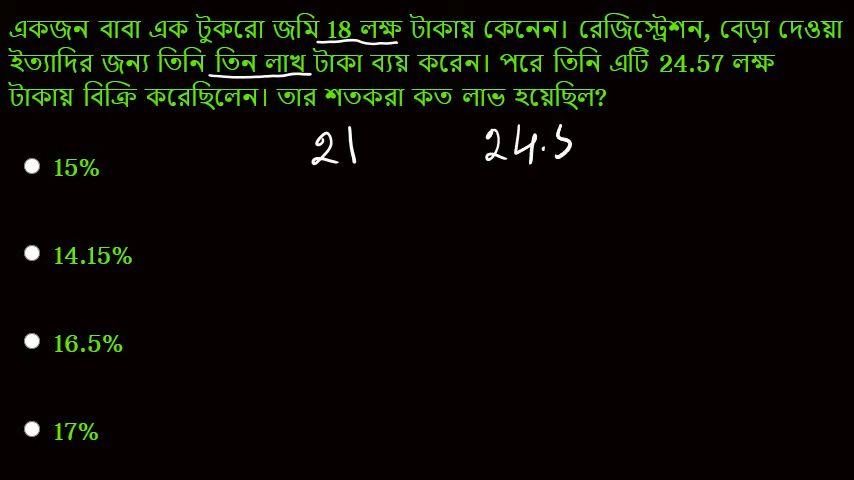 একজন বাবা এক টুকরো জমি 18 লক্ষ টাকায় কেনেন। রেজিস্ট্রেশন, বেড়া দেওয়া
ইত্যাদির জন্য তিনি তিন লাখ টাকা ব্যয় করেন। পরে তিনি এটি 24.57 লক্ষ
টাকায় বিক্রি করেছিলেন। তার শতকরা কত লাভ হয়েছিল?
21 24.5
15%
14.15%
16.5%
17%